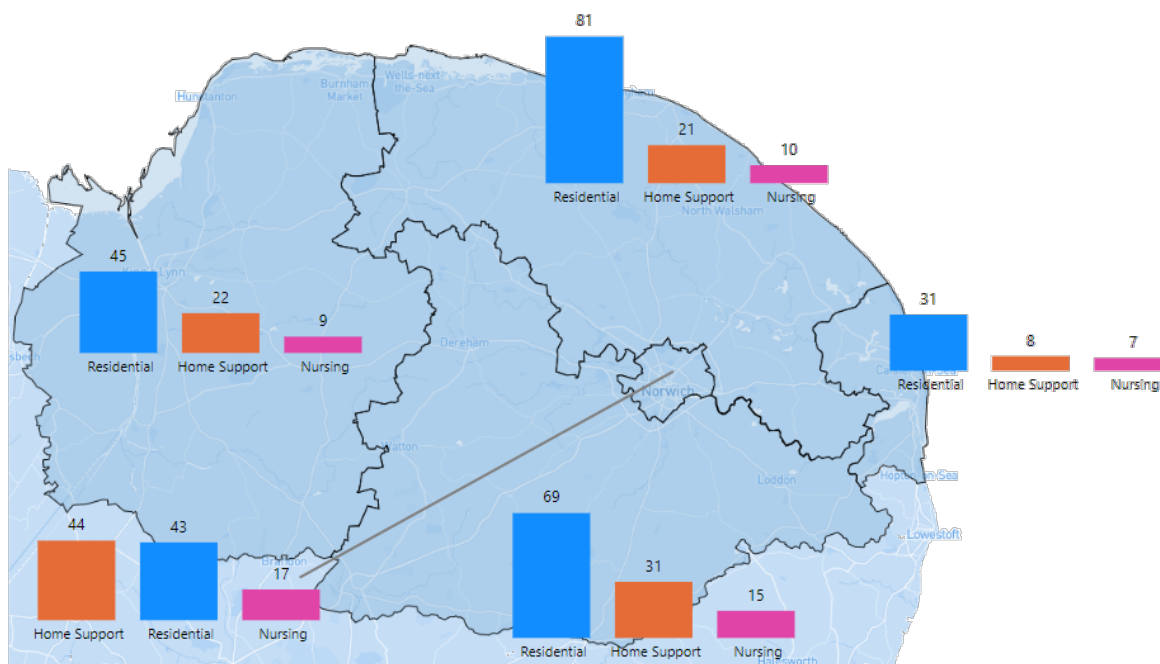 81
Wells-next-
the-Sea
Burnham
Market
Hunstanton
21
10
Residential
Home Support
Nursing
North Walsham
45
22
9
Residential
Home Support
Nursing
31
8
7
Residential
Home Support
Nursing
Dereham
Norwich
Watton
Loddon
Lowestoft
44
43
17
Home Support
Residential
Nursing
Brandon
69
31
15
Residential
Home Support
Nursing